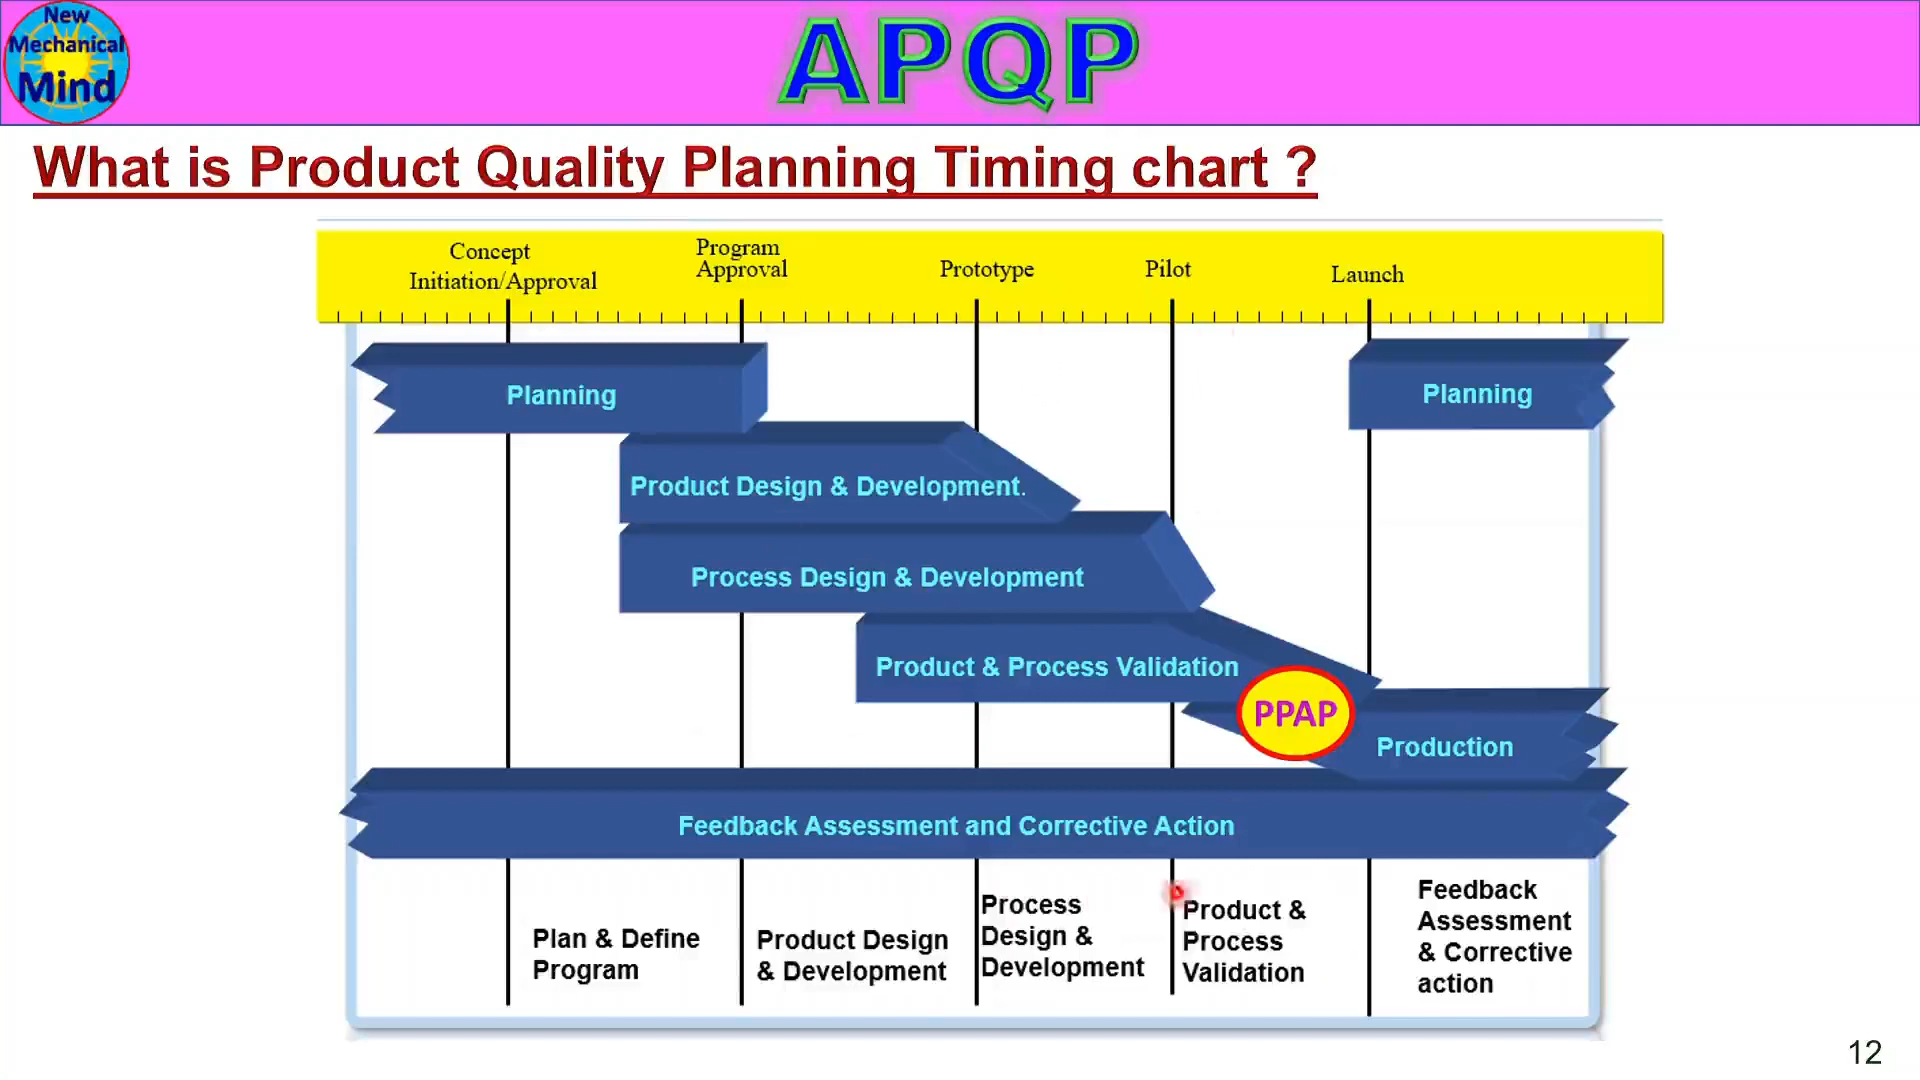 New
Mechanical
Mind
APQP
What is Product Quality Planning Timing chart ?
Concept
Initiation/Approval
Program
Approval
Prototype
Pilot
Launch
Planning
Planning
Product Design & Development.
Process Design & Development
Product & Process Validation
PPAP
Production
Feedback Assessment and Corrective Action
Plan & Define
Program
Product Design
& Development
Process
Design &
Development
Product &
Process
Validation
Feedback
Assessment
& Corrective
action
12